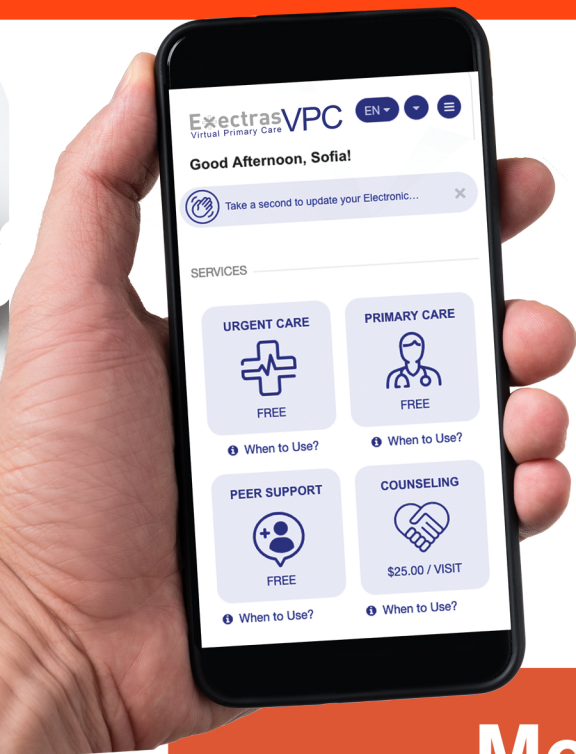 Exectras VPC
Virtual Primary Care
EN
Good Afternoon, Sofia!
Take a second to update your Electronic...
SERVICES
URGENT CARE
FREE
When to Use?
PRIMARY CARE
FREE
When to Use?
PEER SUPPORT
FREE
When to Use?
COUNSELING
$25.00 / VISIT
When to Use?